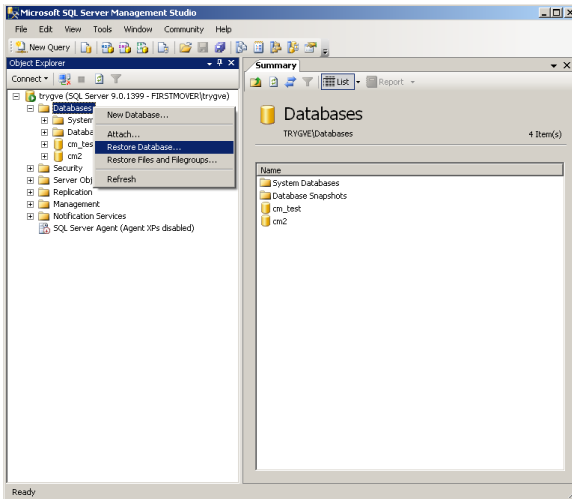 Microsoft SQL Server Management Studio
File Edit View Tools Window Community Help
New Query
Object Explorer
Connect
trygve (SQL Server 9.0.1399 - FIRSTMOVER\trygve)
Databases
System
Databa
cm_tes
cm2
Security
Server Obj
Replication
Management
Notification Services
SQL Server Agent (Agent XPs disabled)
New Database...
Attach...
Restore Database...
Restore Files and Filegroups...
Refresh
Summary
List Report
Databases
TRYGVE\Databases 4 Item(s)
Name
System Databases
Database Snapshots
cm_test
cm2
Ready